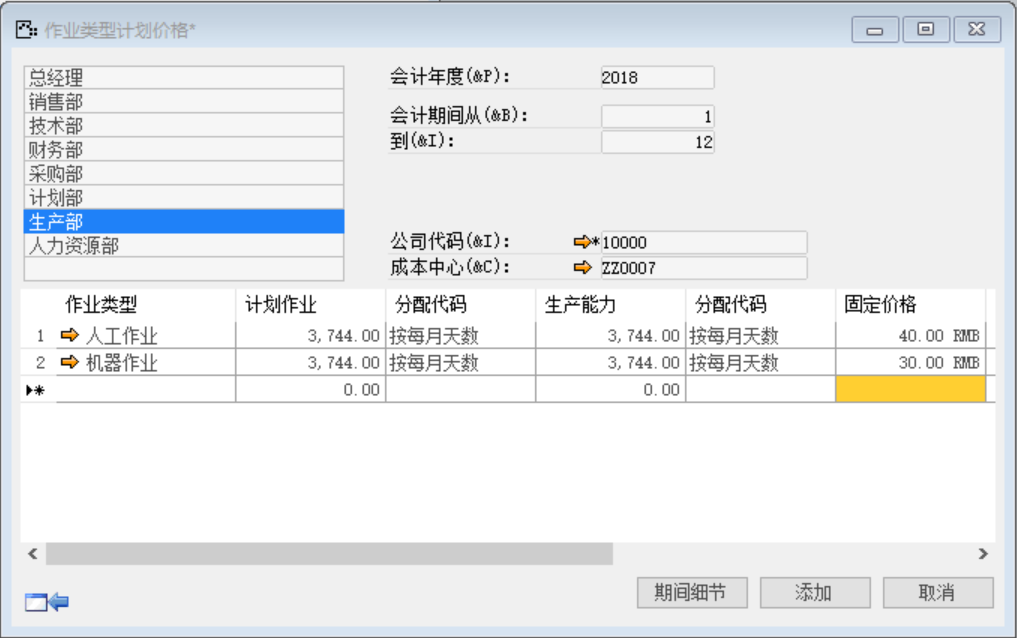 作业类型计划价格*
总经理
销售部
技术部
财务部
采购部
计划部
生产部
人力资源部
会计年度(&P): 2018
会计期间从(&B): 1
到(&I): 12
公司代码(&I): *10000
成本中心(&C): ZZ0007
作业类型 计划作业 分配代码 生产能力 分配代码 固定价格
1 人工作业 3,744.00 按每月天数 3,744.00 按每月天数 40.00 RMB
2 机器作业 3,744.00 按每月天数 3,744.00 按每月天数 30.00 RMB
* 0.00 0.00
期间细节 添加 取消